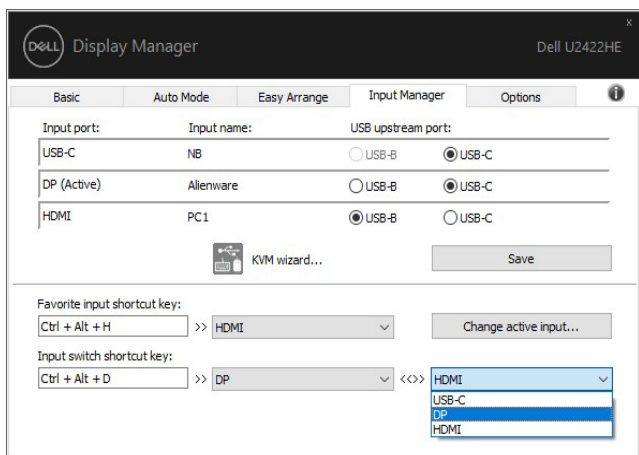 x
DELL Display Manager Dell U2422HE
Basic Auto Mode Easy Arrange Input Manager Options i
Input port: Input name: USB upstream port:
USB-C NB USB-B USB-C
DP (Active) Alienware USB-B USB-C
HDMI PC1 USB-B USB-C
KVM wizard... Save
Favorite input shortcut key:
Ctrl + Alt + H >> HDMI Change active input...
Input switch shortcut key:
Ctrl + Alt + D >> DP <<>> HDMI
USB-C
DP
HDMI